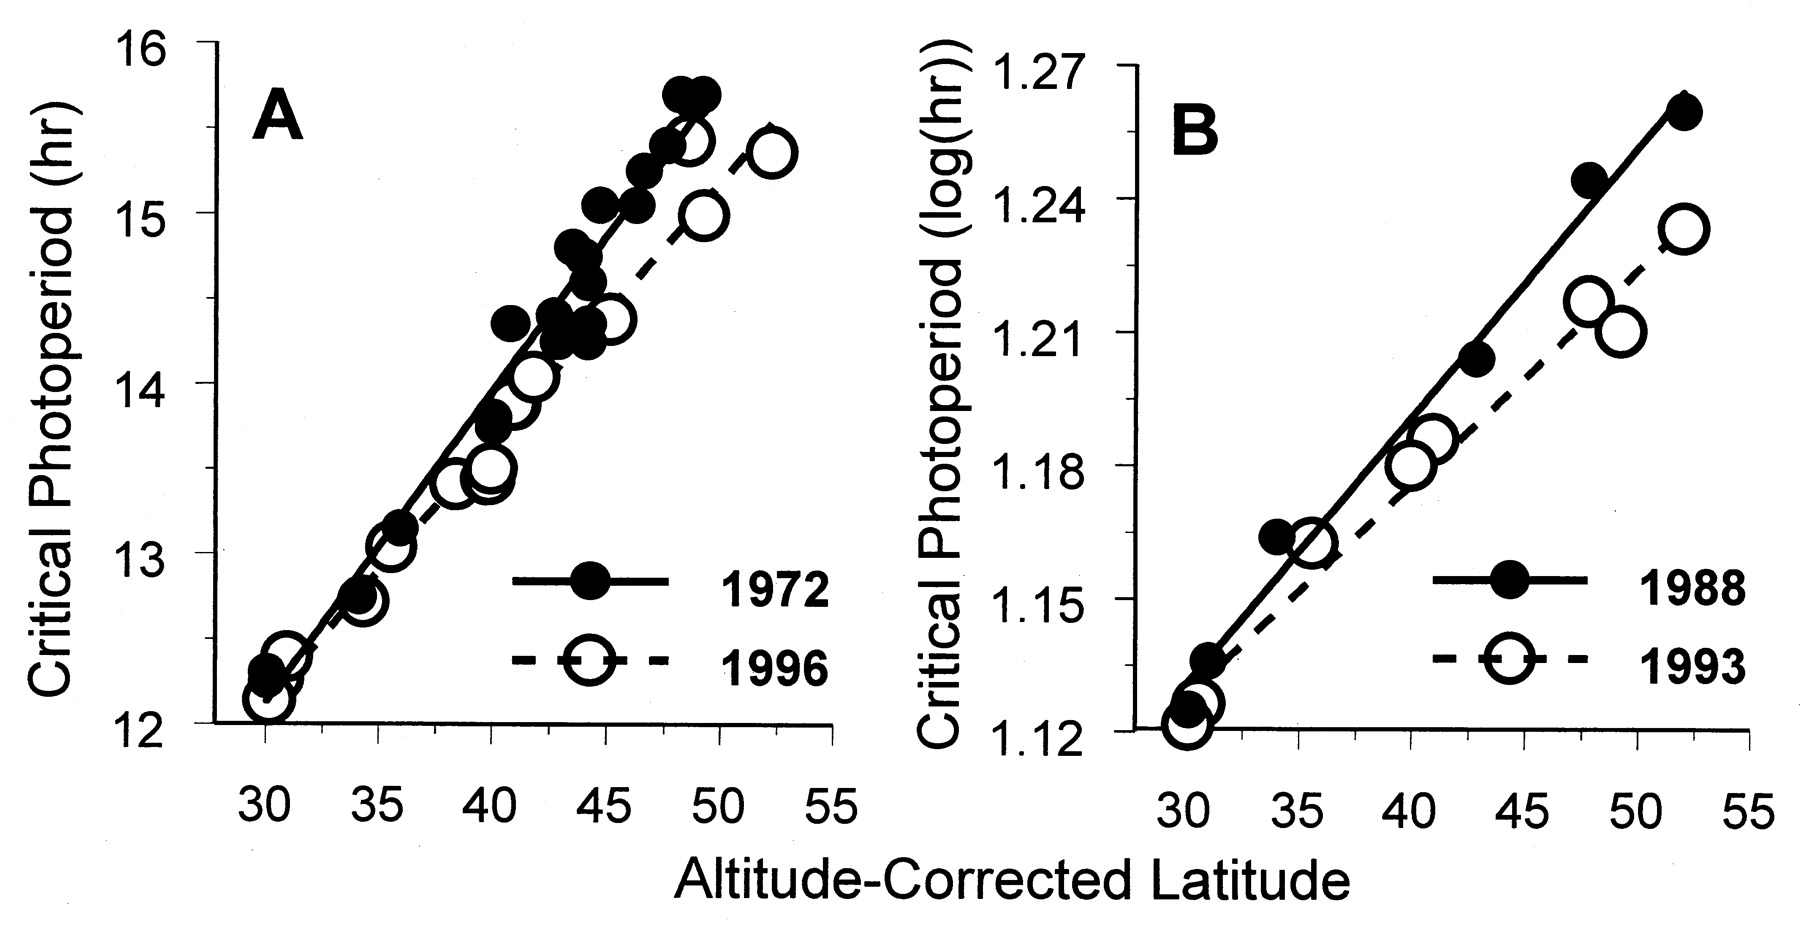 A
Critical Photoperiod (hr)
16
15
14
13
12
30 35 40 45 50 55
1972
1996
B
Critical Photoperiod (log(hr))
1.27
1.24
1.21
1.18
1.15
1.12
30 35 40 45 50 55
1988
1993
Altitude-Corrected Latitude